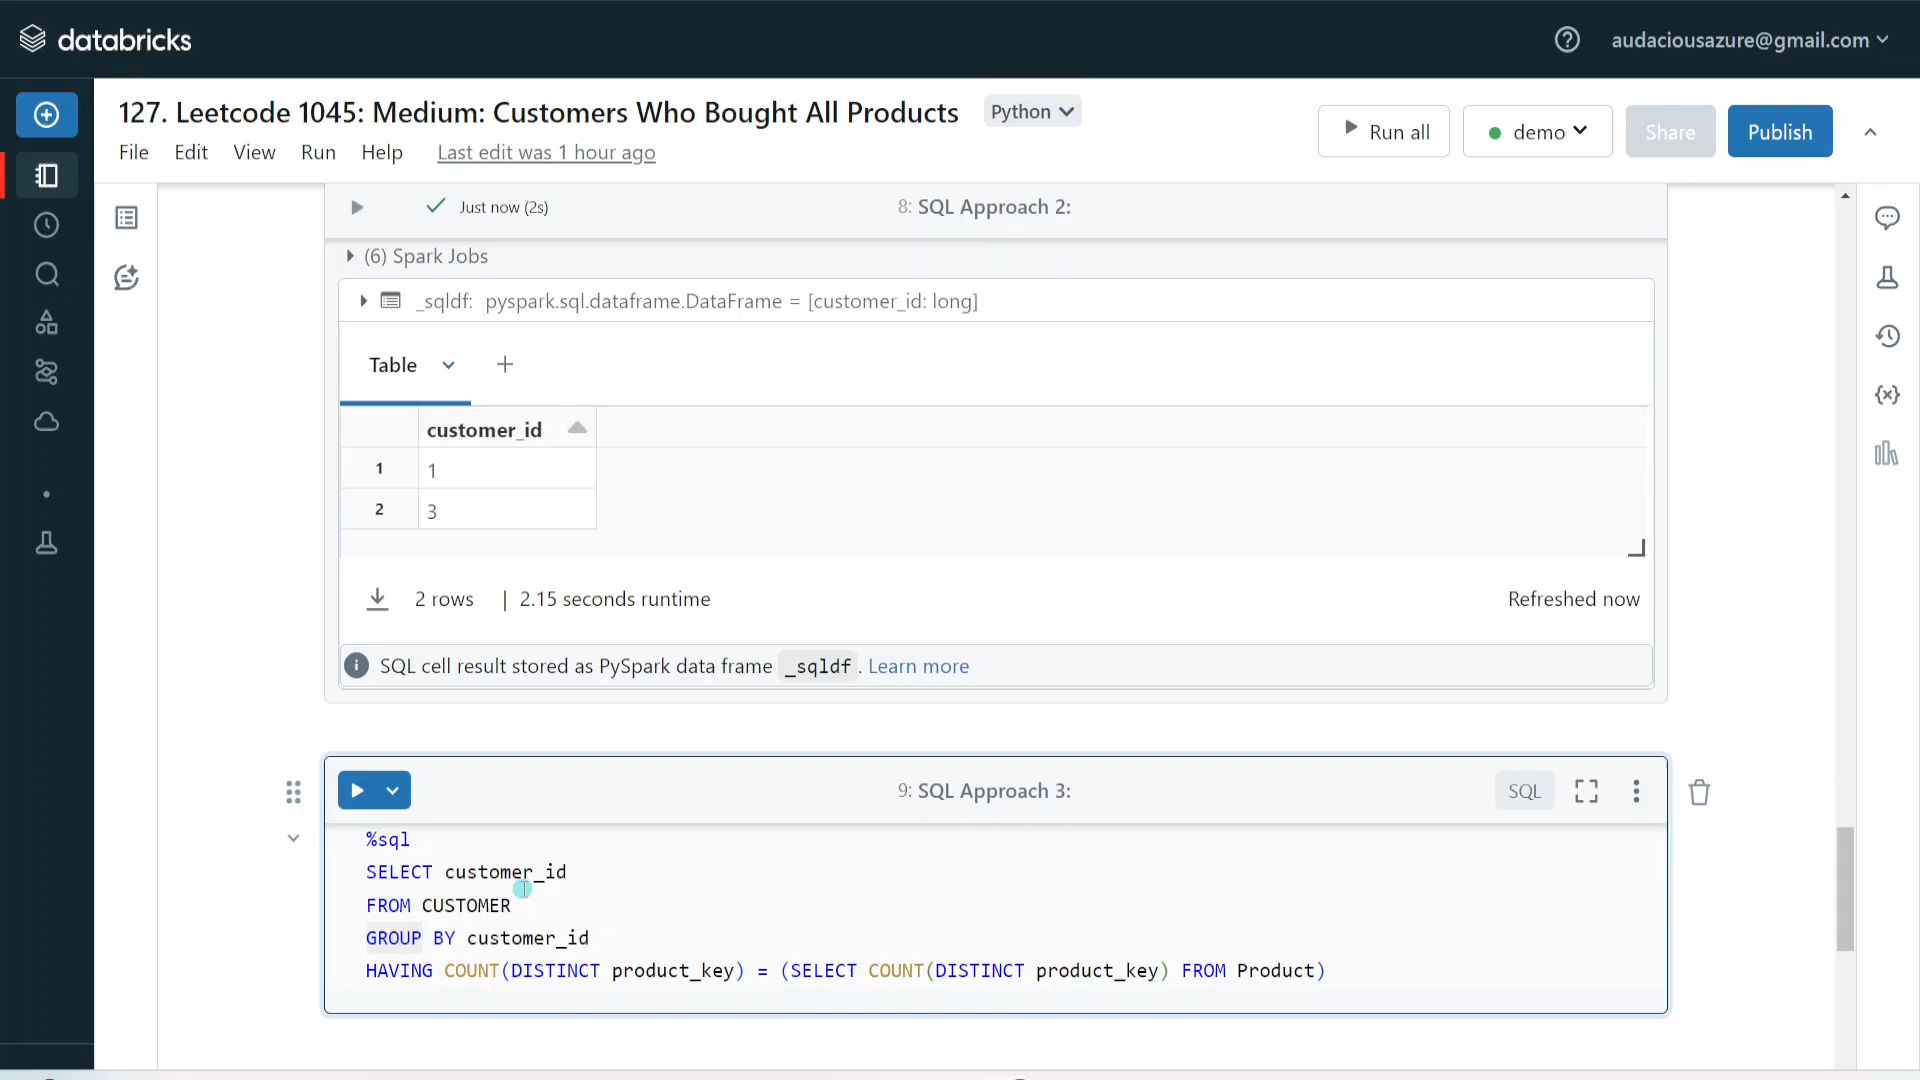 databricks
audaciousazure@gmail.com
127. Leetcode 1045: Medium: Customers Who Bought All Products
Python
File Edit View Run Help Last edit was 1 hour ago
Run all
demo
Share
Publish
Just now (2s)
8: SQL Approach 2:
(6) Spark Jobs
_sqldf: pyspark.sql.dataframe.DataFrame = [customer_id: long]
Table
customer_id
1 1
2 3
2 rows | 2.15 seconds runtime
Refreshed now
SQL cell result stored as PySpark data frame _sqldf. Learn more
9: SQL Approach 3:
SQL
%sql
SELECT customer_id
FROM CUSTOMER
GROUP BY customer_id
HAVING COUNT(DISTINCT product_key) = (SELECT COUNT(DISTINCT product_key) FROM Product)